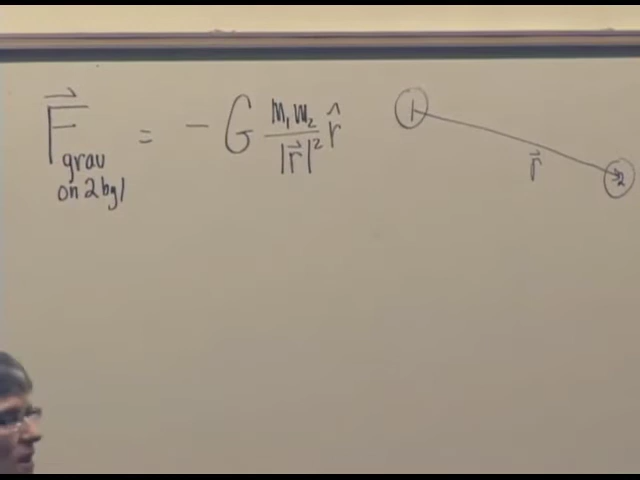 F⃗ grav on 2 by 1 = - G m₁m₂ / |r⃗|² r̂
1
r⃗
2